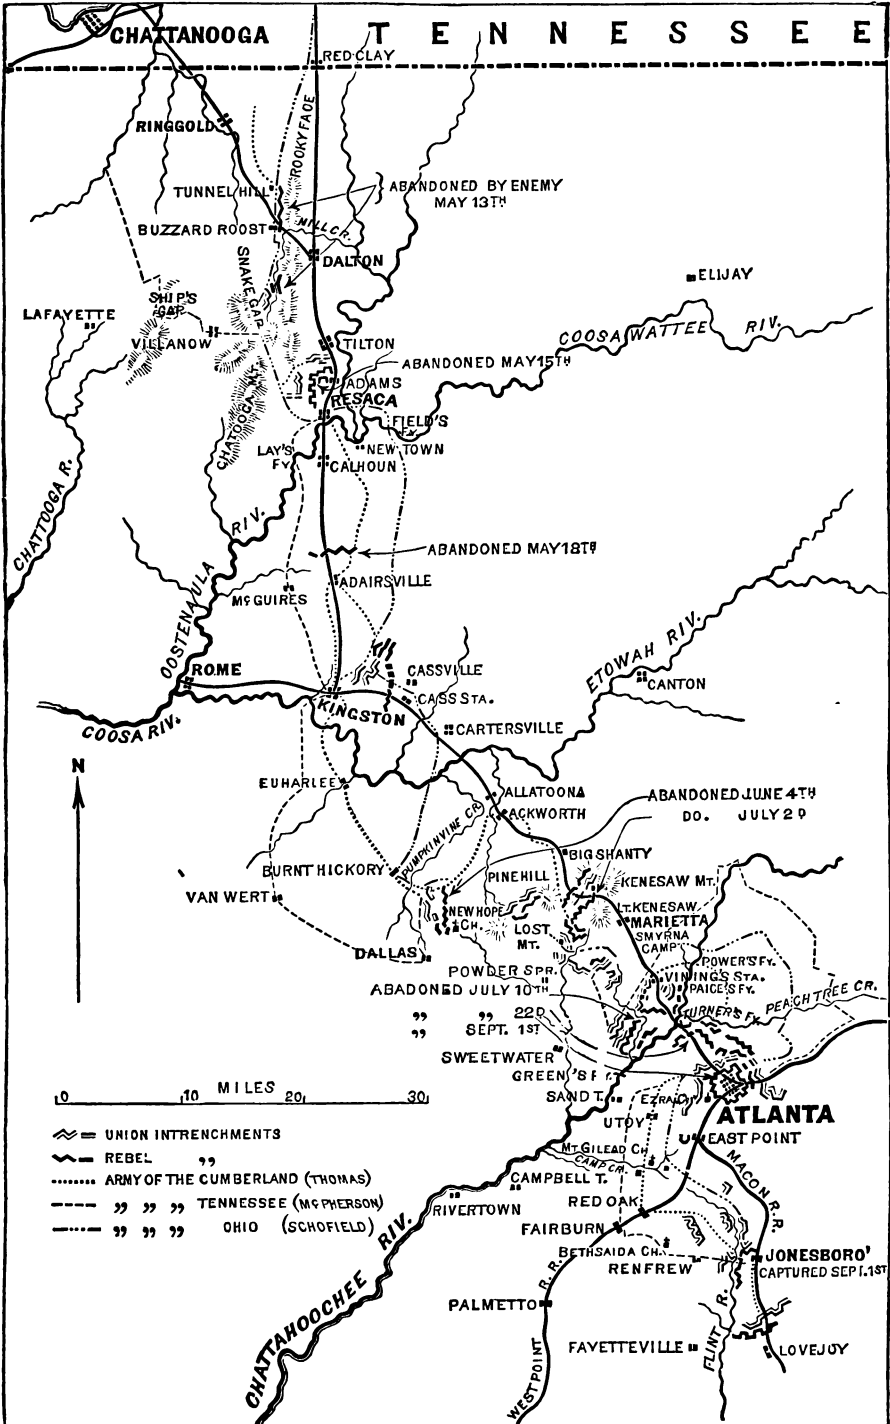 CHATTANOOGA
TENNESSEE
RED CLAY
RINGGOLD
ROCKY FACE
TUNNEL HILL
ABANDONED BY ENEMY
MAY 13TH
BUZZARD ROOST
MILL CR.
DALTON
SNAKE GAP
ELIJAY
SHIP'S
GAP
LAFAYETTE
VILLANOW
TILTON
COOSAWATTEE RIV.
ABANDONED MAY 15TH
ADAMS
RESACA
CHATOOGA MT.
FIELD'S
FY.
LAY'S
FY.
NEW TOWN
CALHOUN
CHATTOOGA R.
OOSTENAULA RIV.
ABANDONED MAY 18TH
ADAIRSVILLE
McGUIRES
ROME
CASSVILLE
CASS STA.
KINGSTON
ETOWAH RIV.
CANTON
COOSA RIV.
CARTERSVILLE
N
EUHARLEE
ALLATOONA
ACKWORTH
ABANDONED JUNE 4TH
DO. JULY 2D
PUMPKINVINE CR.
BIG SHANTY
BURNT HICKORY
PINE HILL
KENESAW MT.
VAN WERT
NEW HOPE
CH.
LT. KENESAW
MARIETTA
LOST
MT.
SMYRNA
CAMP
DALLAS
POWDER SPR.
POWER'S FY.
VININGS STA.
PAICE'S FY.
ABADONED JULY 10TH
TURNER'S FY.
PEACH TREE CR.
" " 22D
" SEPT. 1ST
SWEETWATER
GREEN'S F
SAND T.
EZRA CH.
ATLANTA
UTOY
EAST POINT
MILES
0 10 20 30
UNION INTRENCHMENTS
REBEL "
ARMY OF THE CUMBERLAND (THOMAS)
" " " TENNESSEE (McPHERSON)
" " " OHIO (SCHOFIELD)
MT. GILEAD CH.
CAMP CR.
CAMPBELL T.
MACON R.R.
RIVERTOWN
RED OAK
FAIRBURN
BETHSAIDA CH.
RENFREW
JONESBORO'
CAPTURED SEPT. 1ST
CHATTAHOOCHEE RIV.
PALMETTO
FAYETTEVILLE
FLINT R.
LOVEJOY
WEST POINT R.R.